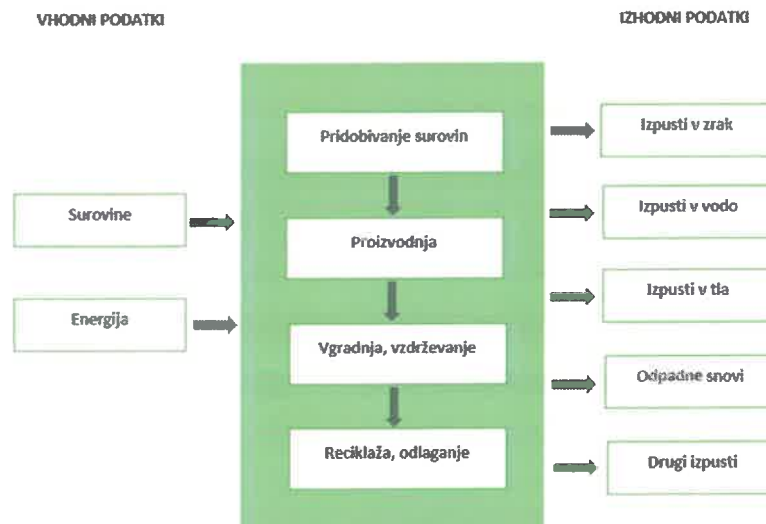 VHODNI PODATKI
IZHODNI PODATKI
Pridobivanje surovin
Izpusti v zrak
Surovine
Izpusti v vodo
Proizvodnja
Izpusti v tla
Energija
Vgradnja, vzdrževanje
Odpadne snovi
Reciklaža, odlaganje
Drugi izpusti